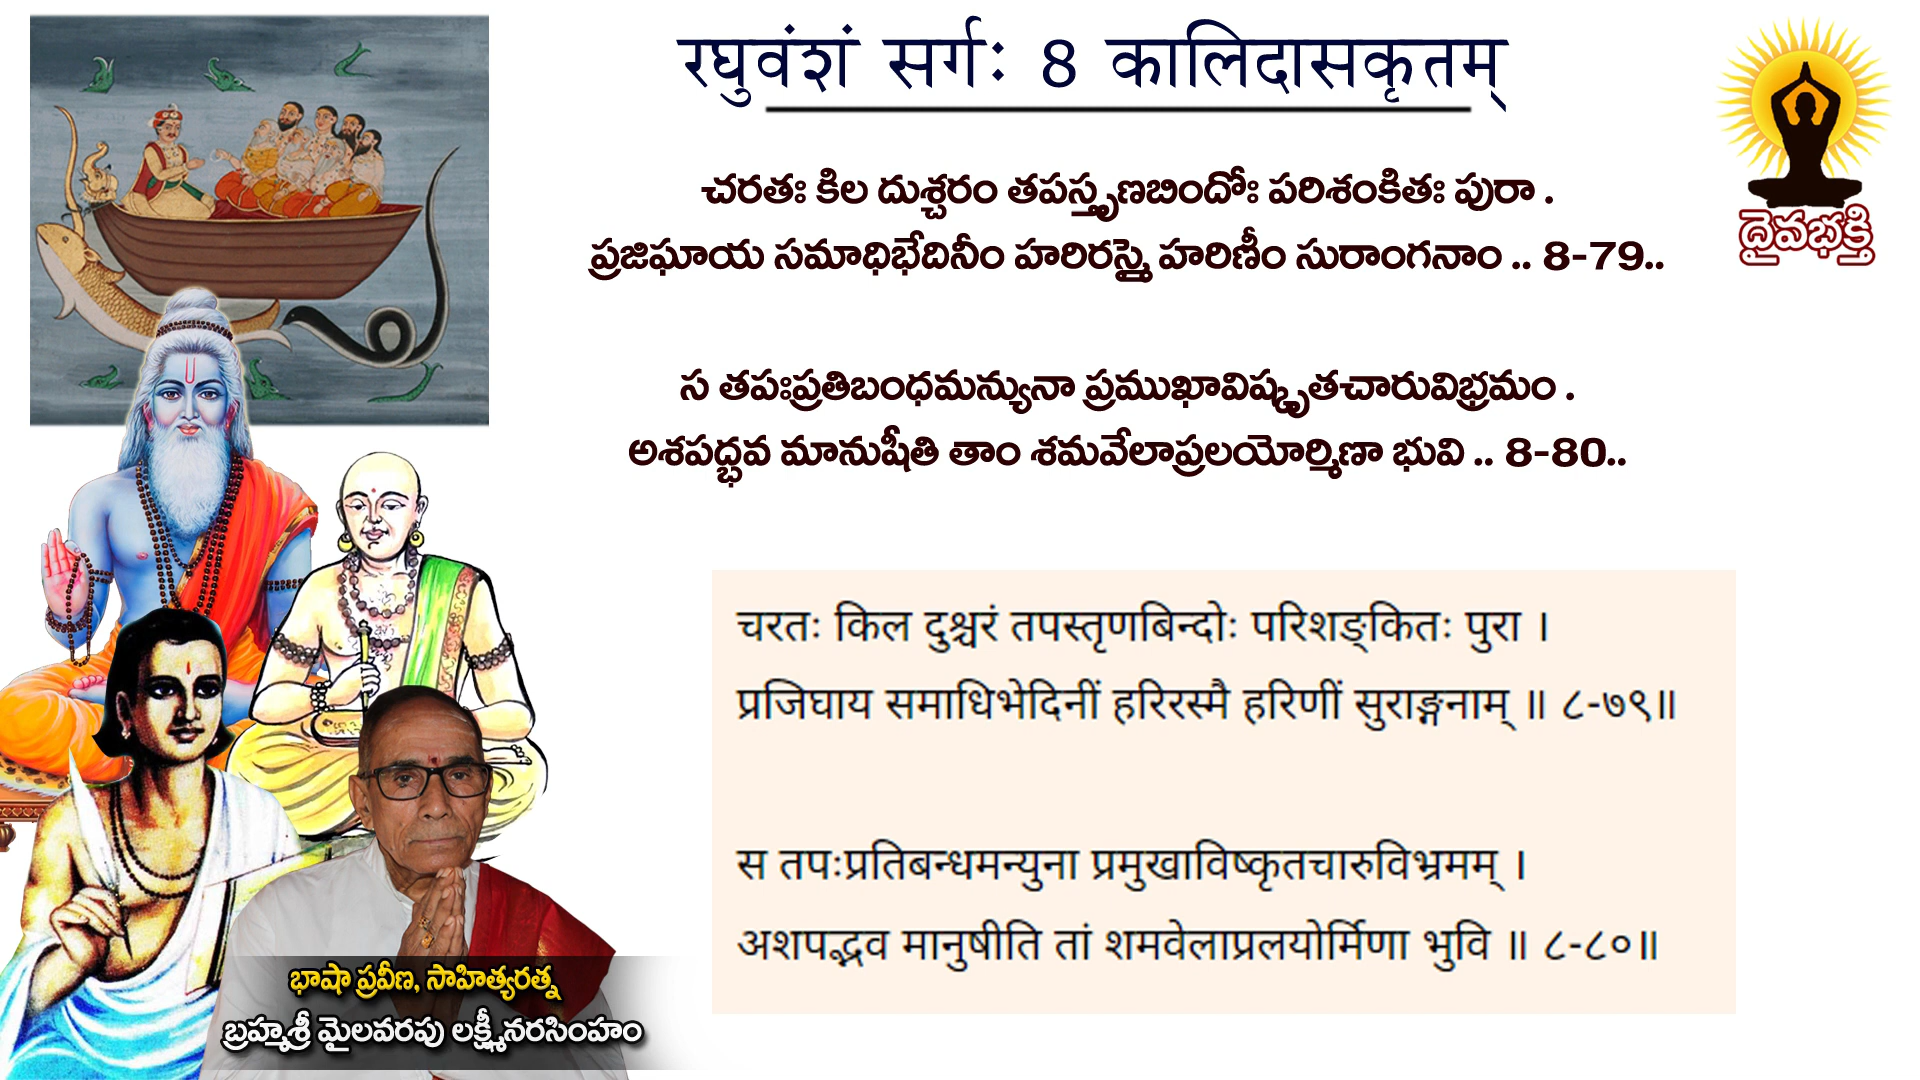 रघुवंशं सर्गः 8 कालिदासकृतम्
చరతః కిల దుశ్చరం తపస్తృణబిందోః పరిశంకితః పురా .
ప్రజిఘాయ సమాధిభేదినీం హరిరస్మై హరిణీం సురాంగనాం .. 8-79..
స తపఃప్రతిబంధమన్యునా ప్రముఖావిష్కృతచారువిభ్రమం .
అశపద్భవ మానుషీతి తాం శమవేలాప్రలయోర్మిణా భువి .. 8-80..
चरतः किल दुश्चरं तपस्तृणबिन्दोः परिशङ्कितः पुरा ।
प्रजिघाय समाधिभेदिनीं हरिरस्मै हरिणीं सुराङ्गनाम् ॥ ८-७९॥
स तपःप्रतिबन्धमन्युना प्रमुखाविष्कृतचारुविभ्रमम् ।
अशपद्भव मानुषीति तां शमवेलाप्रलयोर्मिणा भुवि ॥ ८-८०॥
దైవభక్తి
భాషా ప్రవీణ, సాహిత్యరత్న
బ్రహ్మశ్రీ మైలవరపు లక్ష్మీనరసింహం